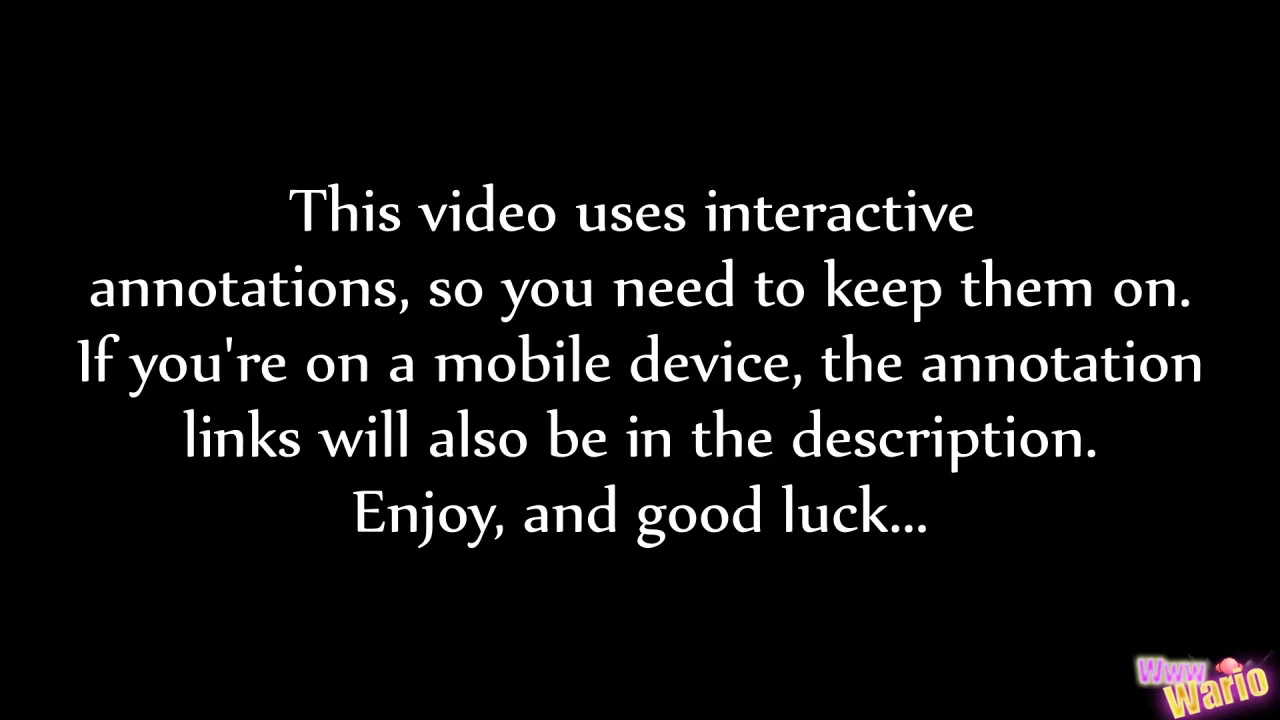 This video uses interactive
annotations, so you need to keep them on.
If you're on a mobile device, the annotation
links will also be in the description.
Enjoy, and good luck...
Www
Wario